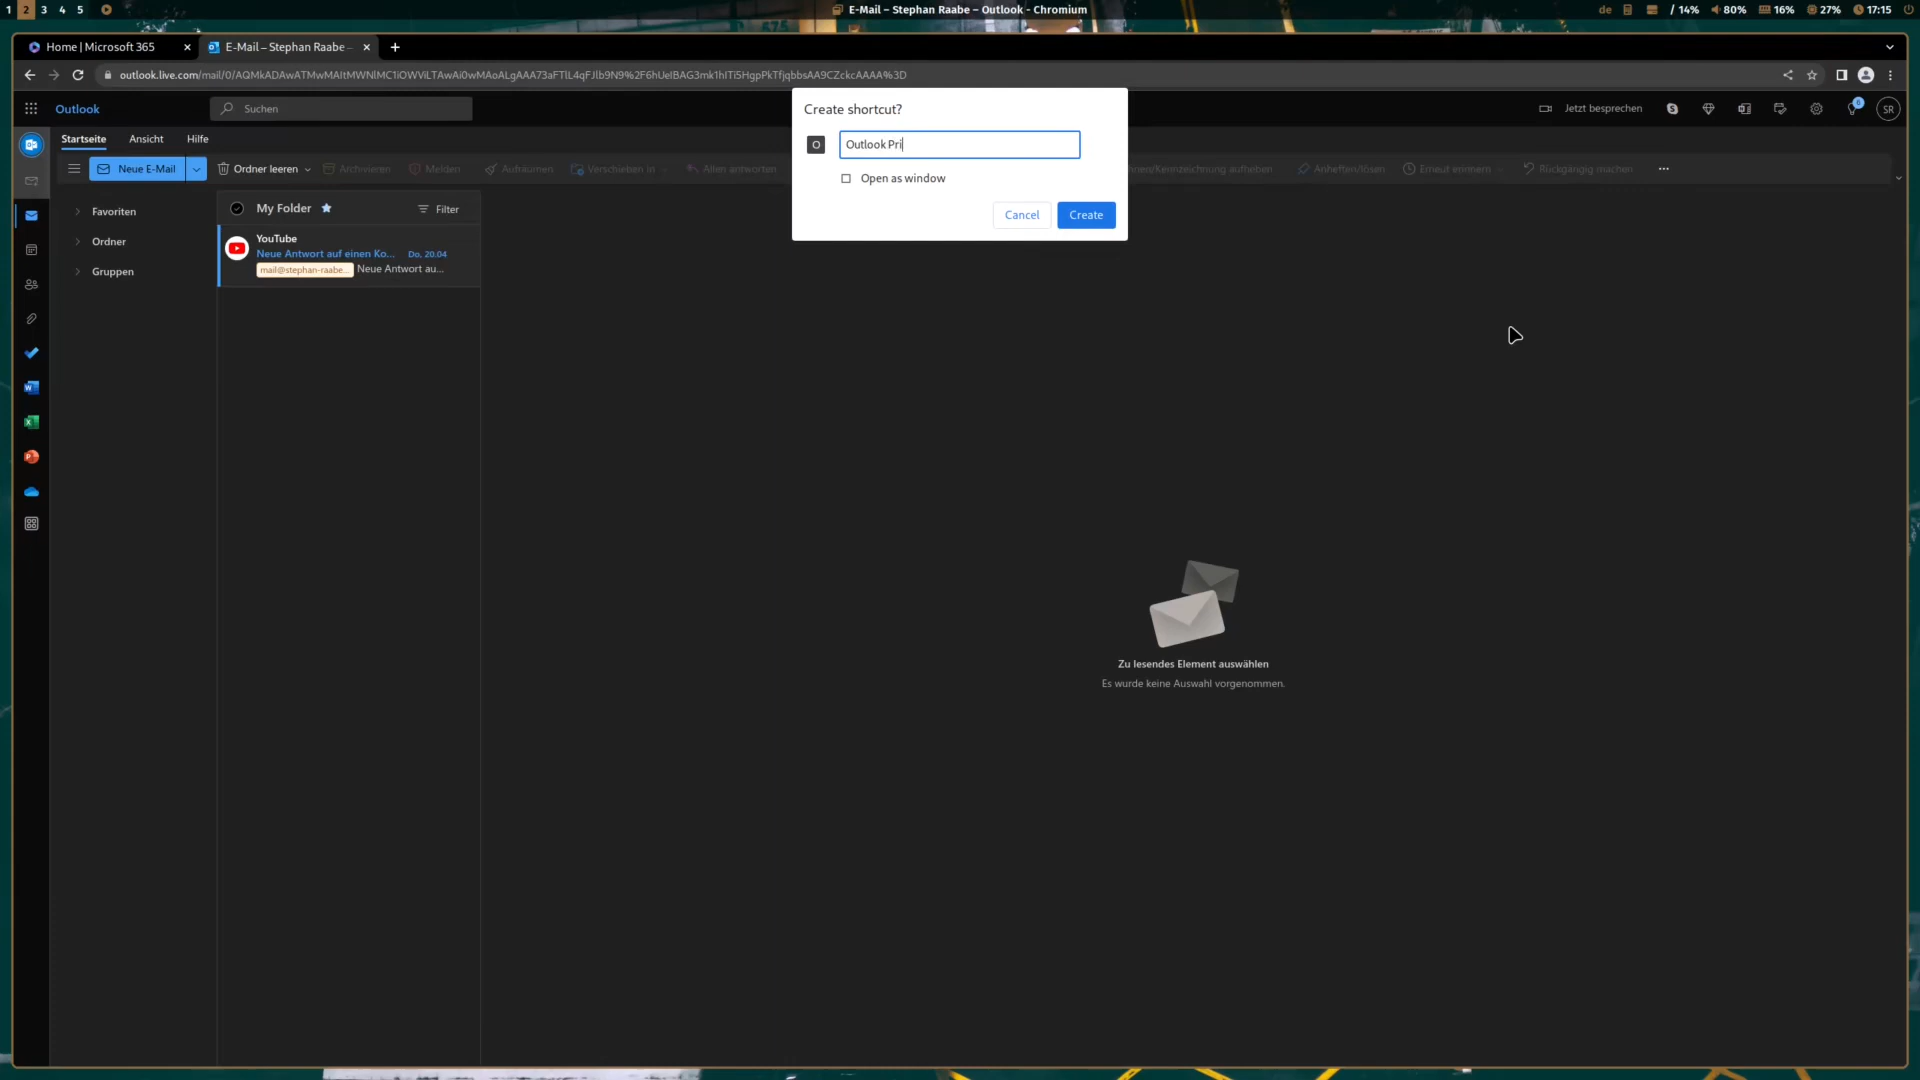 1 2 3 4 5
E-Mail – Stephan Raabe – Outlook - Chromium
de / 14% 80% 16% 27% 17:15
Home | Microsoft 365
E-Mail – Stephan Raabe –
outlook.live.com/mail/0/
Outlook
Suchen
Create shortcut?
Jetzt besprechen
6
SR
Startseite Ansicht Hilfe
O
Outlook Pri
Neue E-Mail
Ordner leeren
Archivieren
Melden
Aufräumen
Verschieben in
Allen antworten
Anheften/lösen
Erneut erinnern
Rückgängig machen
Open as window
Cancel
Create
Favoriten
Ordner
Gruppen
My Folder
Filter
YouTube
Neue Antwort auf einen Ko... Do, 20.04
mail@stephan-raabe... Neue Antwort au...
Zu lesendes Element auswählen
Es wurde keine Auswahl vorgenommen.